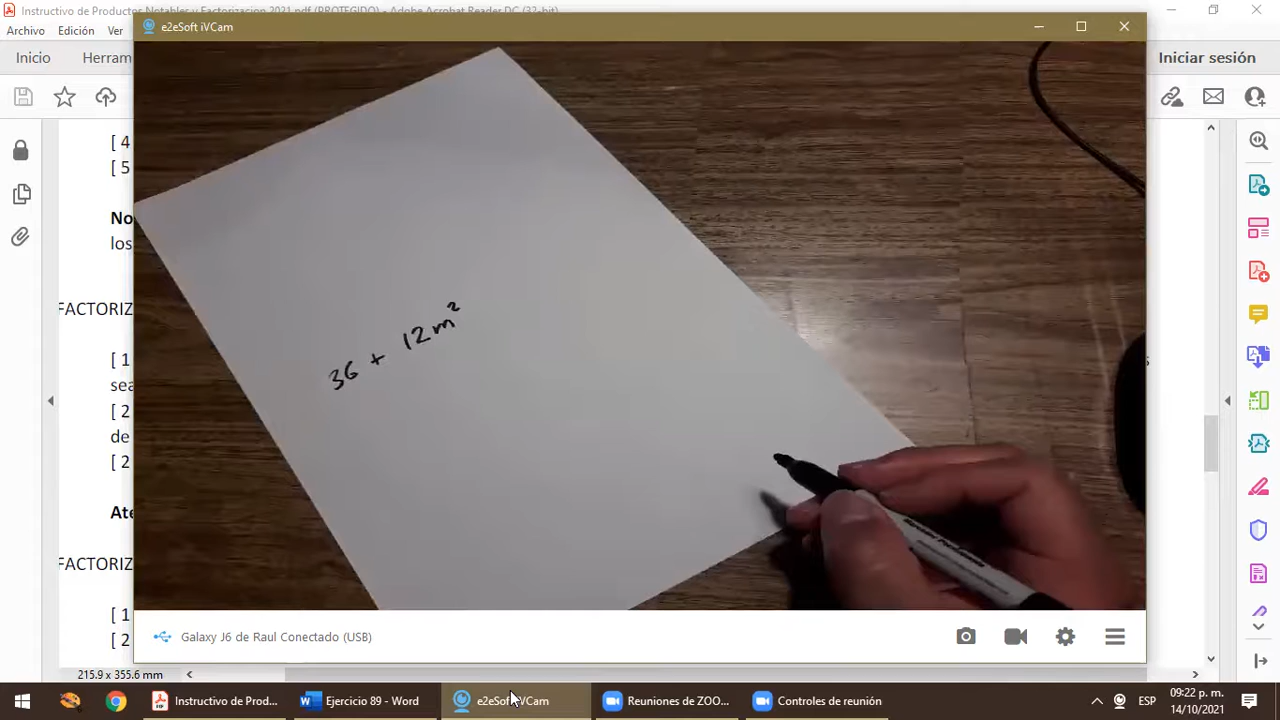 Instructivo de Productos Notables y Factorizacion 2021.pdf (PROTEGIDO) - Adobe Acrobat Reader DC (32-bit)
e2eSoft iVCam
Archivo Edición Ver
Inicio Herram
Iniciar sesión
[ 4
[ 5
No
los
FACTORIZ
[ 1
sea
[ 2
de
[ 2
Ate
FACTORIZ
[ 1
[ 2
36 + 12m²
Galaxy J6 de Raul Conectado (USB)
215.9 x 355.6 mm
Instructivo de Prod...
Ejercicio 89 - Word
e2eSoft iVCam
Reuniones de ZOO...
Controles de reunión
ESP
09:22 p. m.
14/10/2021